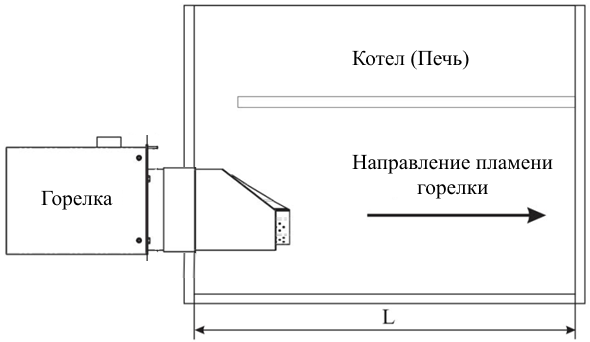 Котел (Печь)
Направление пламени
горелки
Горелка
L